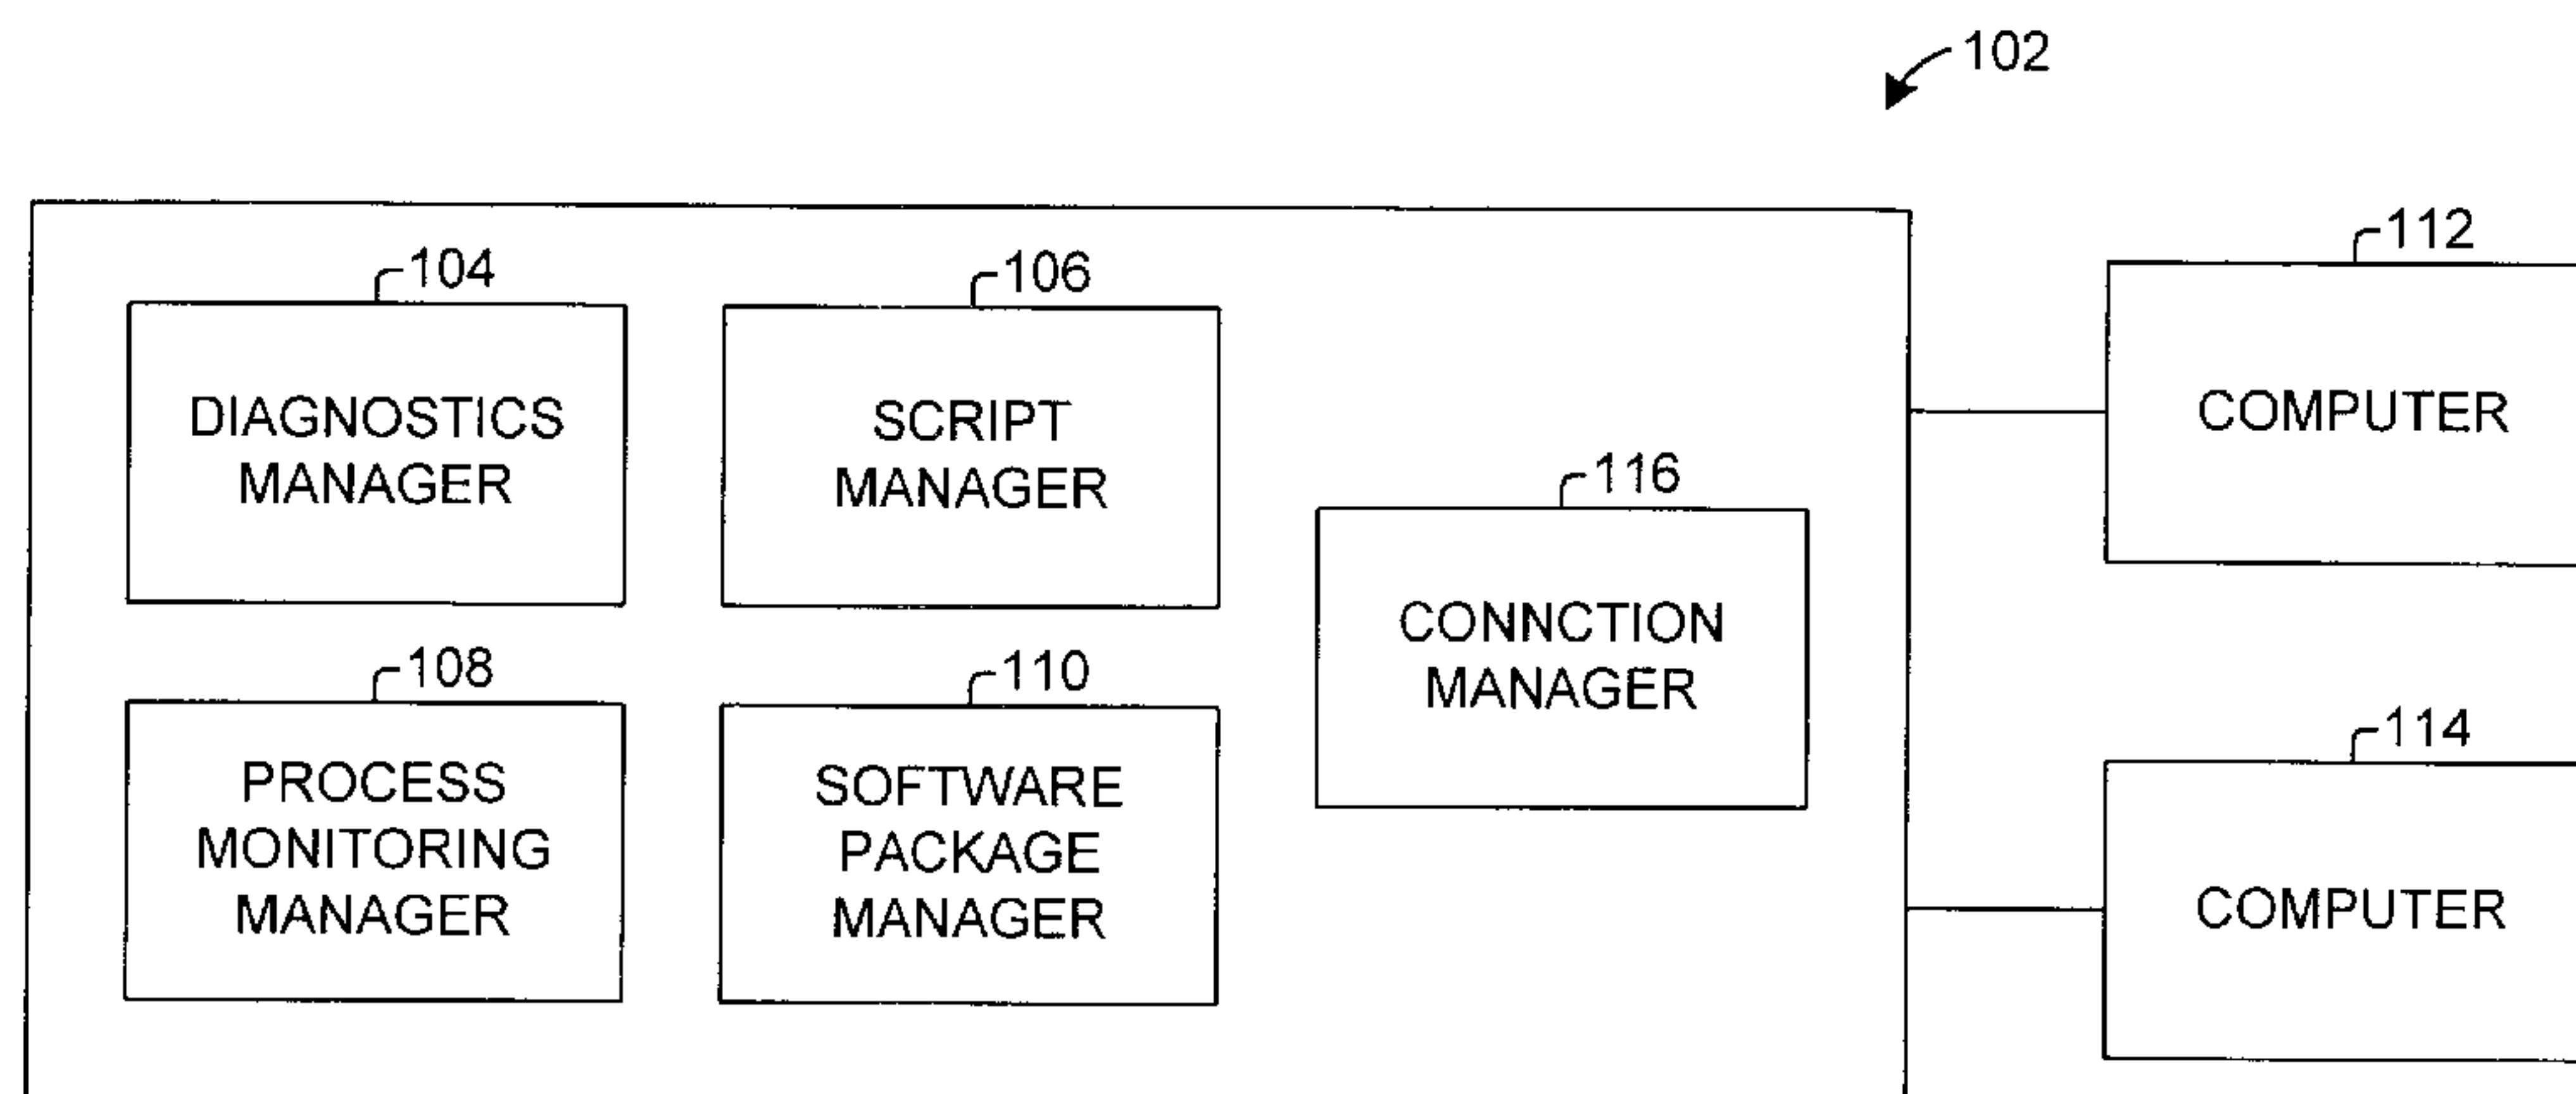 102
104
DIAGNOSTICS
MANAGER
106
SCRIPT
MANAGER
108
PROCESS
MONITORING
MANAGER
110
SOFTWARE
PACKAGE
MANAGER
116
CONNCTION
MANAGER
112
COMPUTER
114
COMPUTER